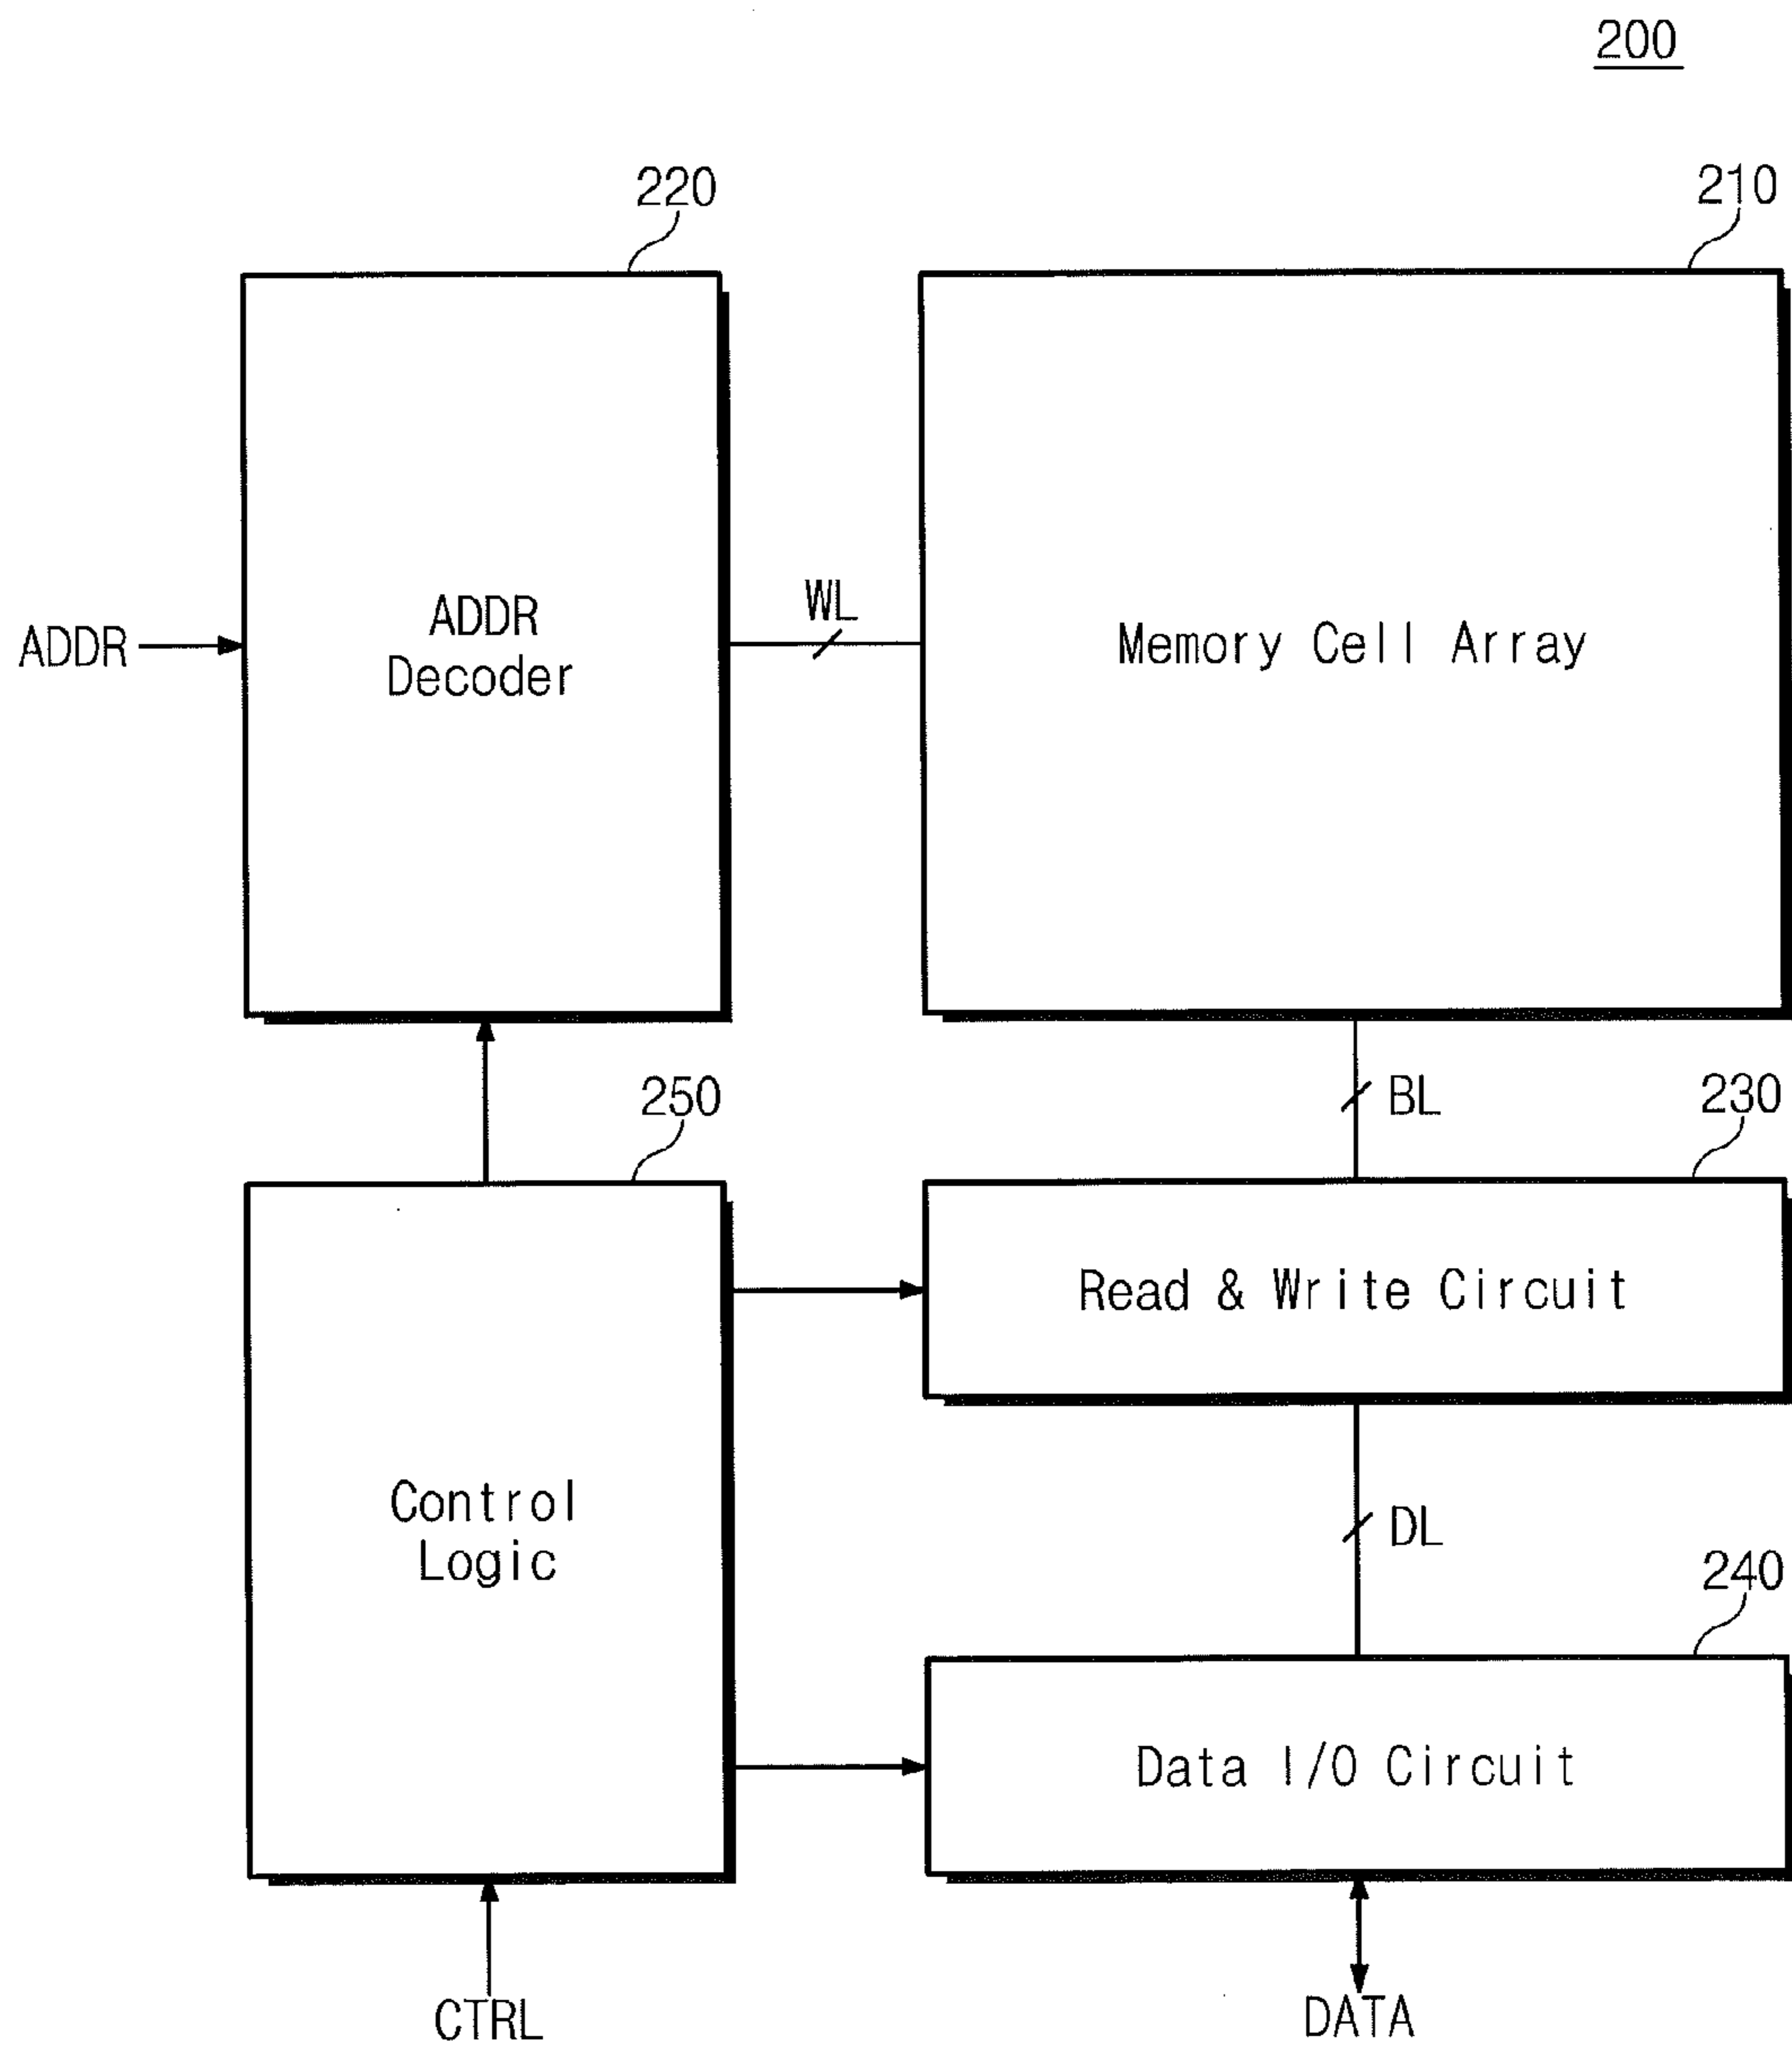 200
220
210
ADDR
ADDR
Decoder
WL
Memory Cell Array
250
BL
230
Read & Write Circuit
Control
Logic
DL
240
Data I/O Circuit
CTRL
DATA